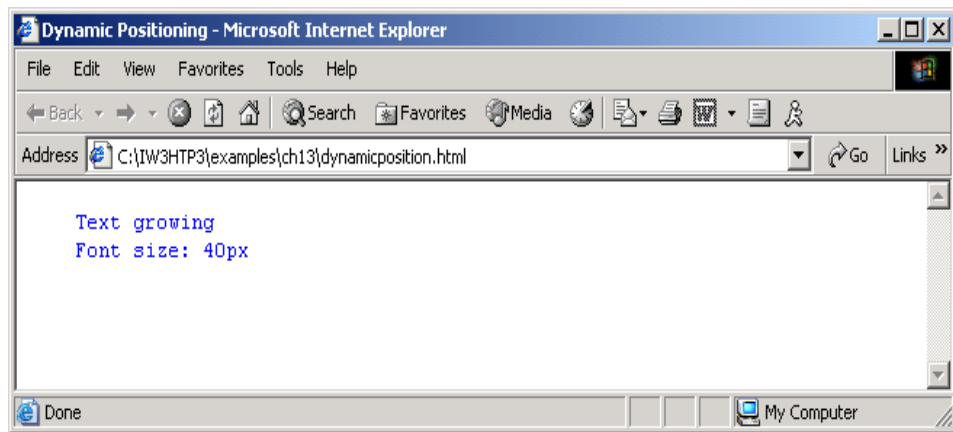 Dynamic Positioning - Microsoft Internet Explorer
File Edit View Favorites Tools Help
Back Search Favorites Media
Address C:\IW3HTP3\examples\ch13\dynamicposition.html Go Links »
Text growing
Font size: 40px
Done My Computer